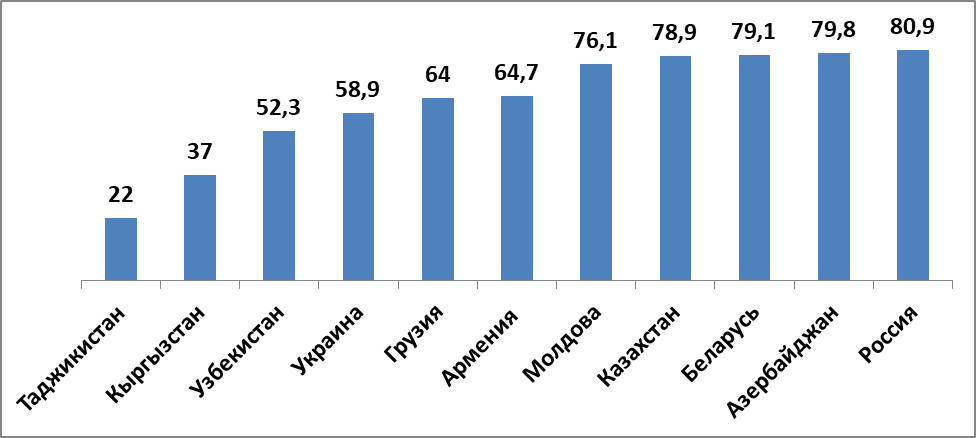 22
37
52,3
58,9
64
64,7
76,1
78,9
79,1
79,8
80,9
Таджикистан
Кыргызстан
Узбекистан
Украина
Грузия
Армения
Молдова
Казахстан
Беларусь
Азербайджан
Россия